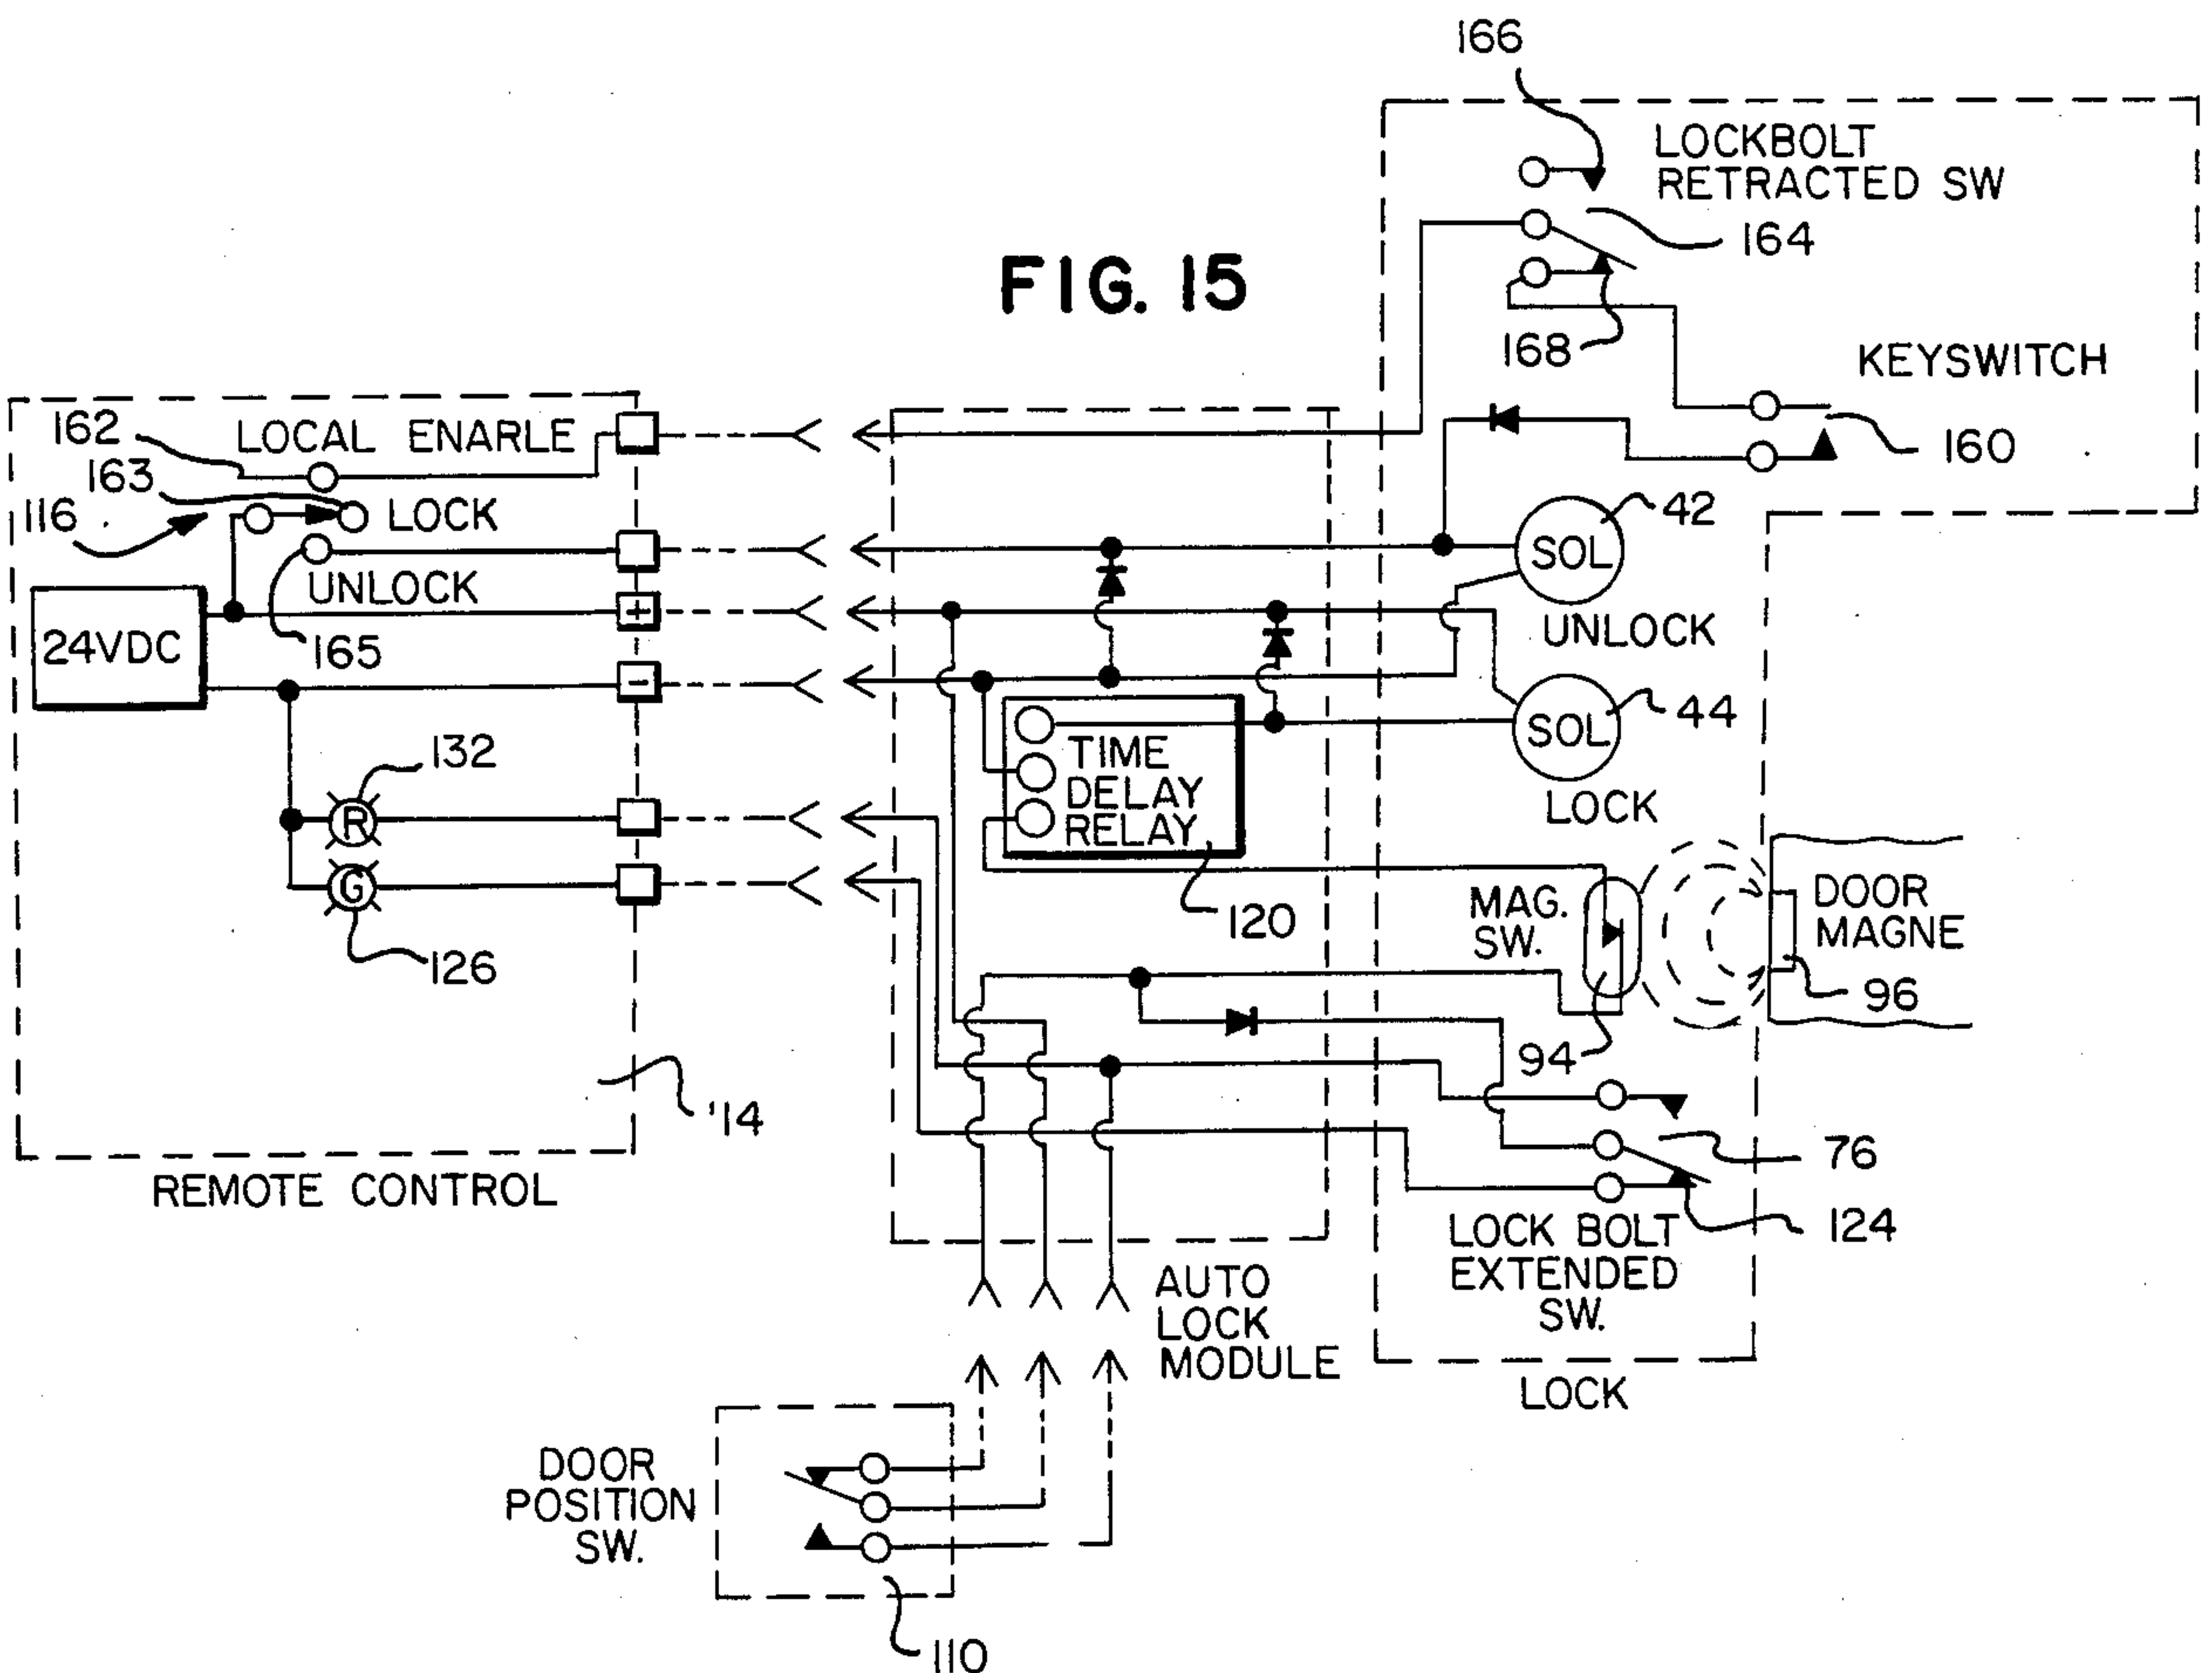 166
LOCKBOLT
RETRACTED SW
164
FIG. 15
168
KEYSWITCH
160
162
LOCAL ENARLE
163
116
LOCK
42
SOL
UNLOCK
UNLOCK
24VDC
165
+
-
44
SOL
LOCK
132
R
TIME
DELAY
RELAY
G
120
126
MAG.
SW.
DOOR
MAGNE
96
94
'14
76
REMOTE CONTROL
124
LOCK BOLT
EXTENDED
SW.
AUTO
LOCK
MODULE
LOCK
DOOR
POSITION
SW.
110